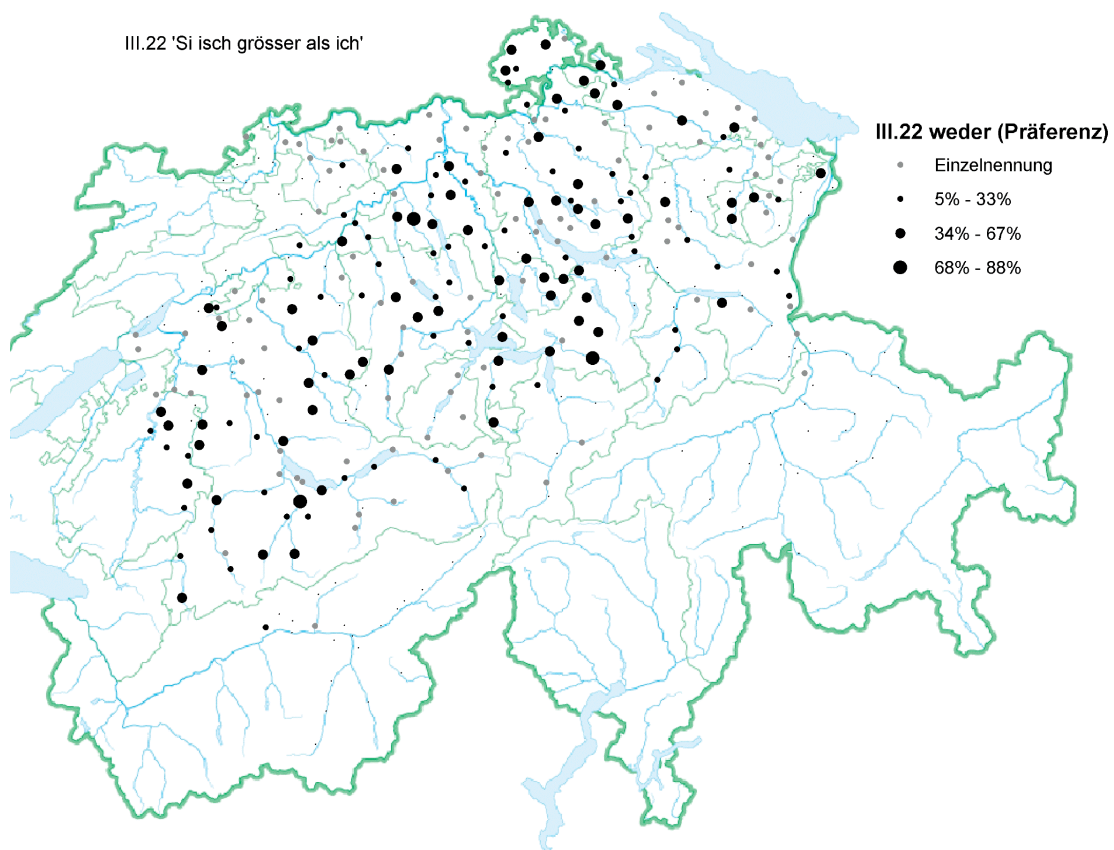 III.22 'Si isch grösser als ich'
III.22 weder (Präferenz)
Einzelnennung
5% - 33%
34% - 67%
68% - 88%